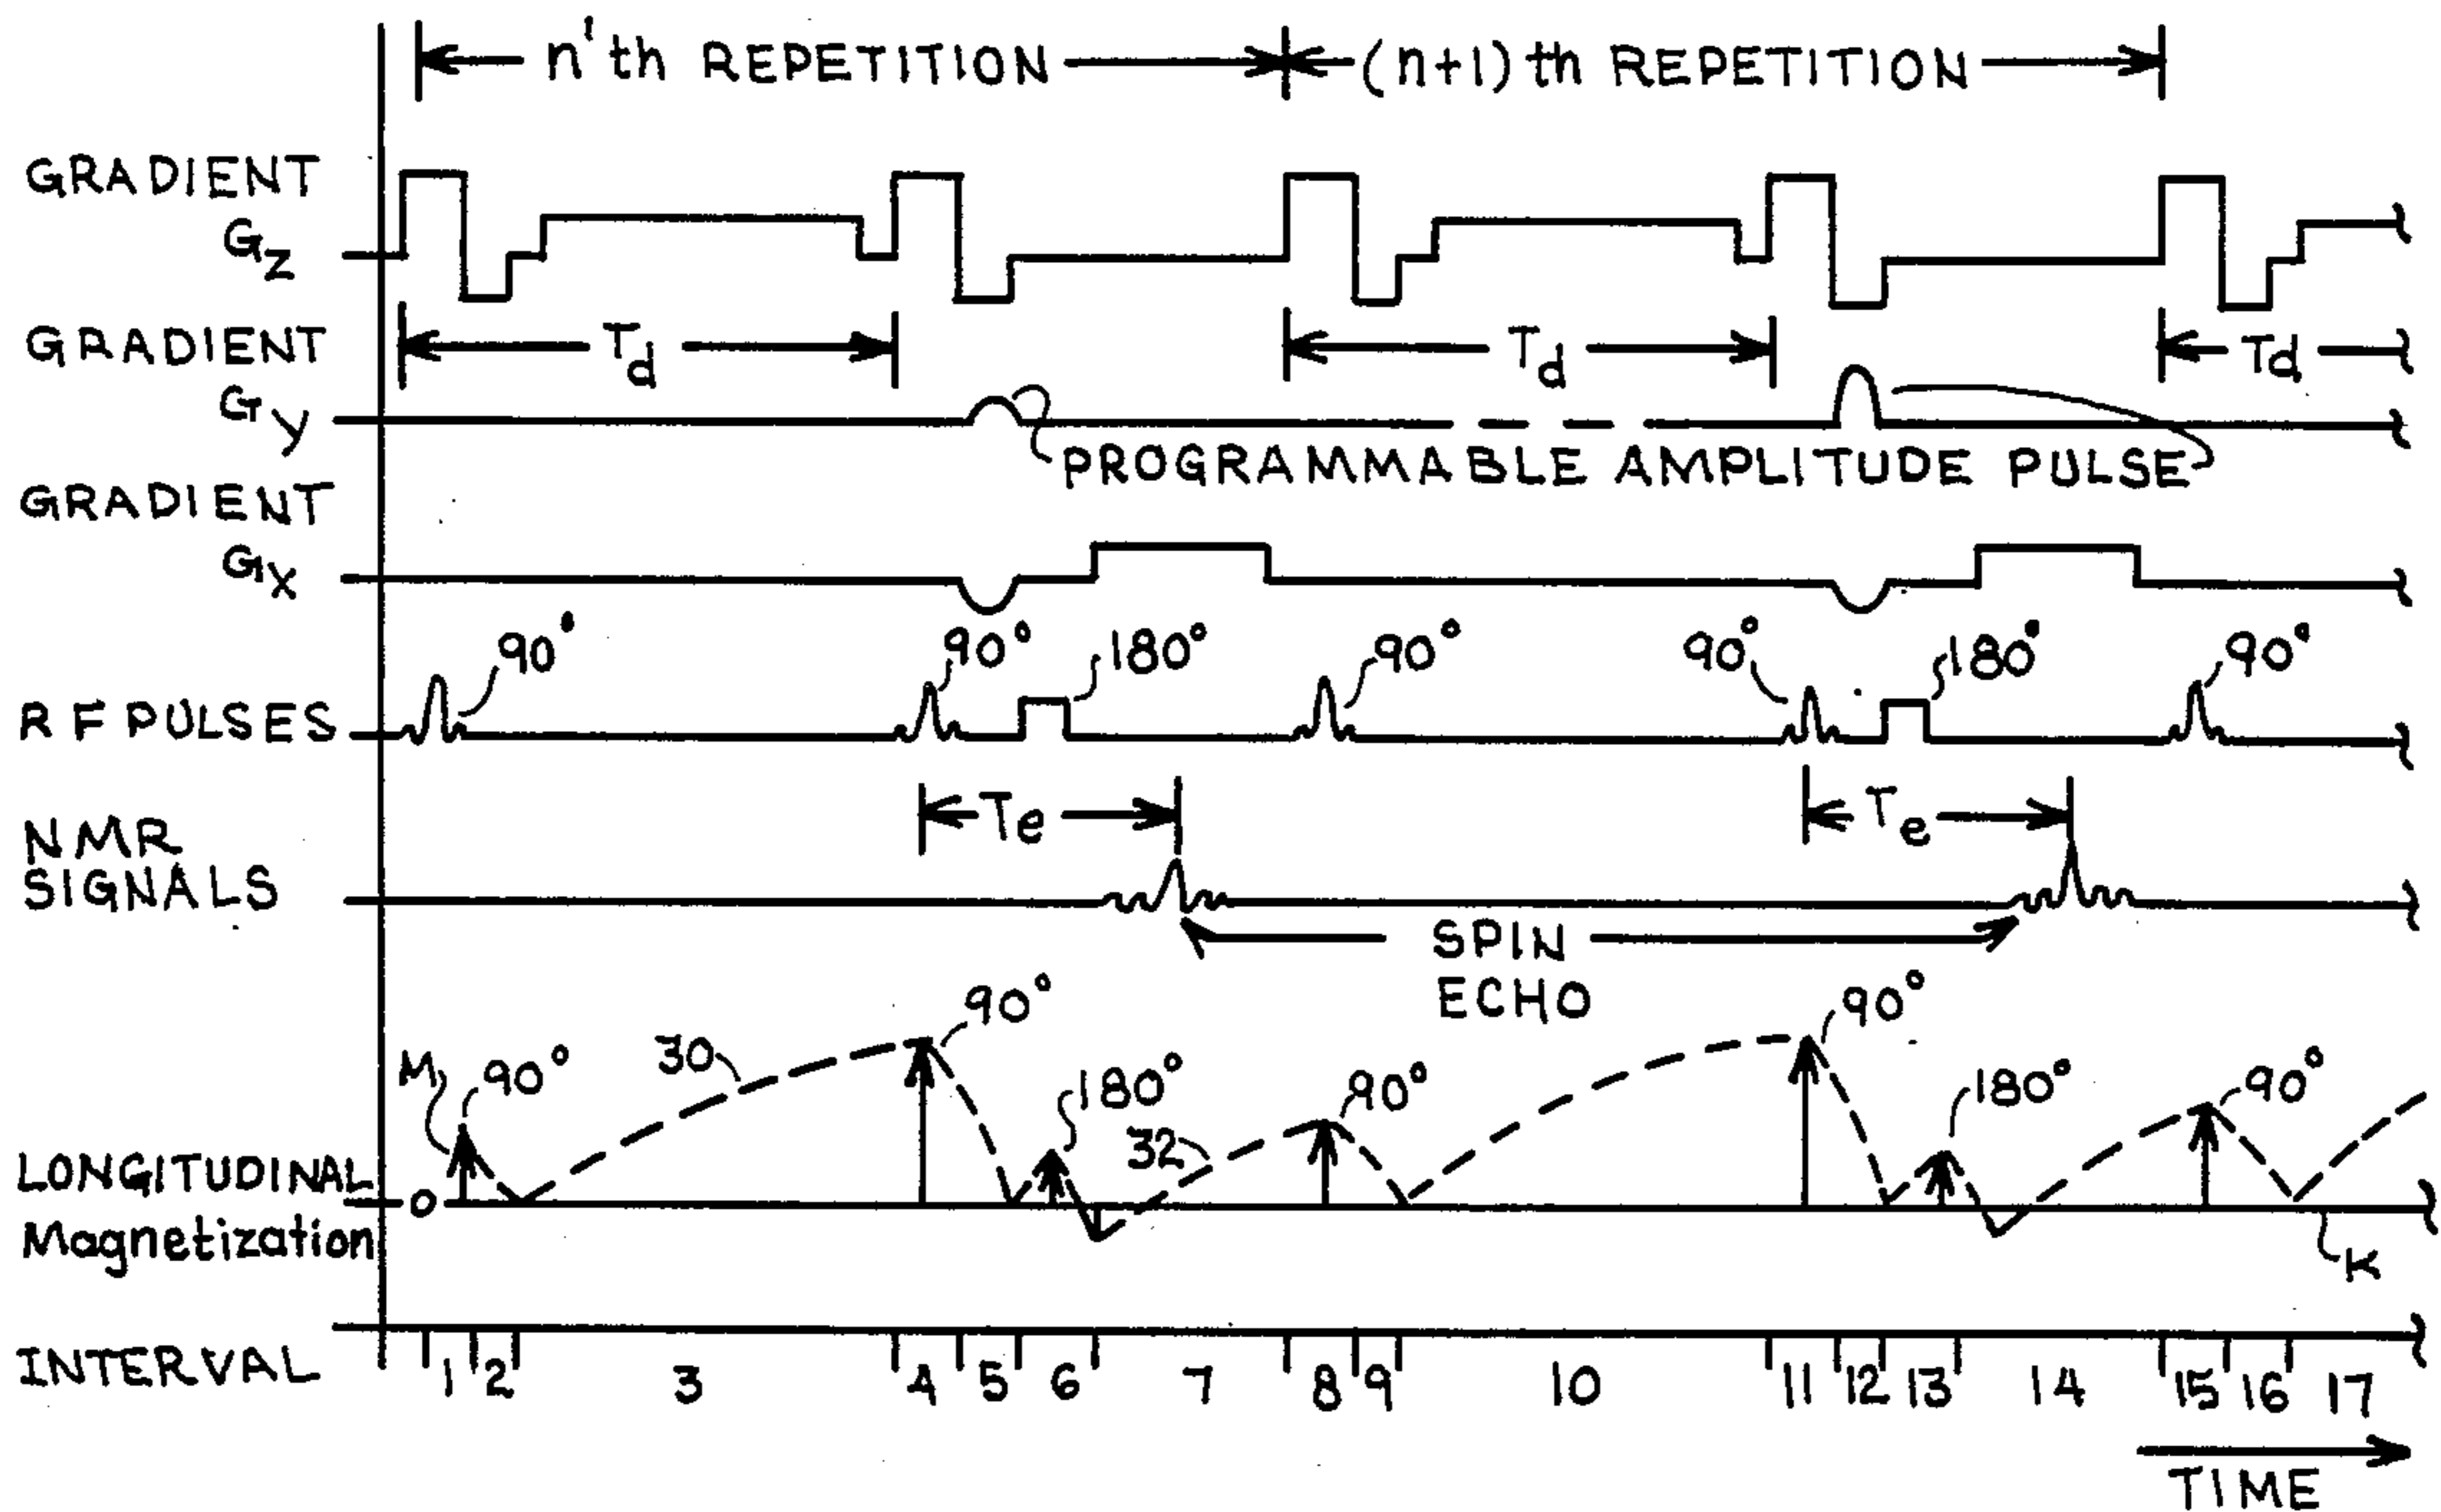 n'th REPETITION
(n+1)th REPETITION
GRADIENT
Gz
GRADIENT
Td
Td
Td
Gy
PROGRAMMABLE AMPLITUDE PULSE
GRADIENT
Gx
90°
90°
180°
90°
90°
180°
90°
RF PULSES
Te
Te
NMR
SIGNALS
SPIN
ECHO
90°
90°
M
90°
30
180°
90°
180°
90°
32
LONGITUDINAL
0
Magnetization
K
INTERVAL
1 2 3 4 5 6 7 8 9 10 11 12 13 14 15 16 17
TIME